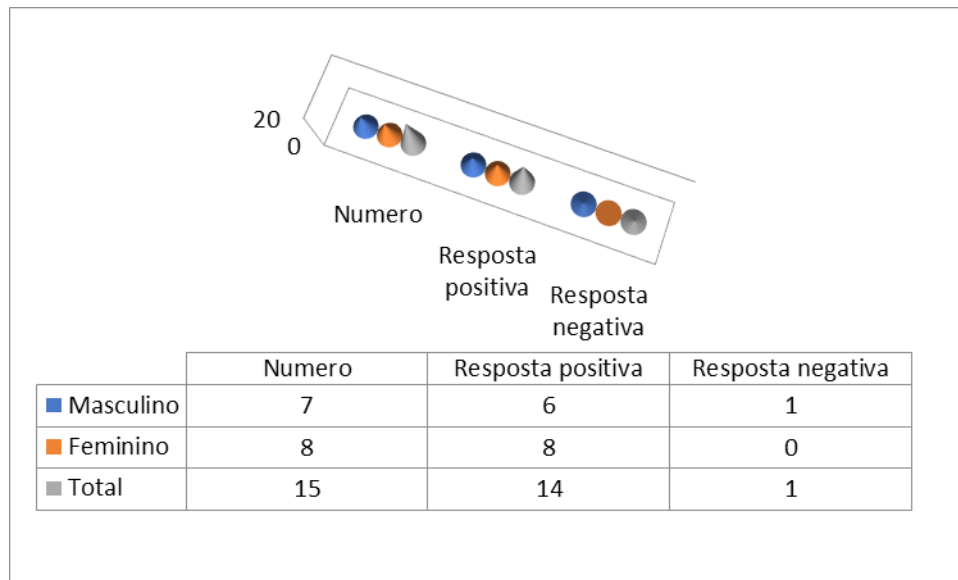 20
0
Numero
Resposta
positiva
Resposta
negativa
Numero Resposta positiva Resposta negativa
Masculino 7 6 1
Feminino 8 8 0
Total 15 14 1